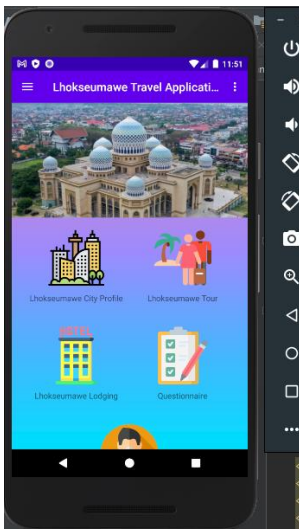 11:51
Lhokseumawe Travel Applicati...
Lhokseumawe City Profile
Lhokseumawe Tour
HOTEL
Lhokseumawe Lodging
Questionnaire